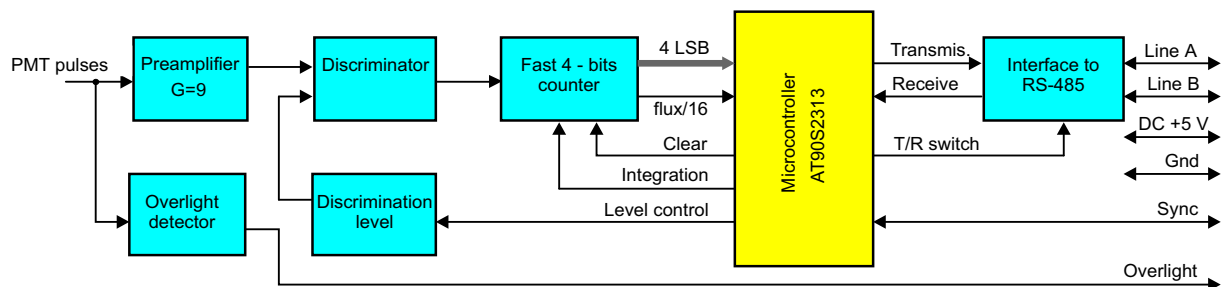 PMT pulses
Preamplifier
G=9
Discriminator
Fast 4 - bits
counter
4 LSB
flux/16
Clear
Integration
Level control
Overlight
detector
Discrimination
level
Microcontroller
AT90S2313
Transmis.
Receive
T/R switch
Interface to
RS-485
Line A
Line B
DC +5 V
Gnd
Sync
Overlight